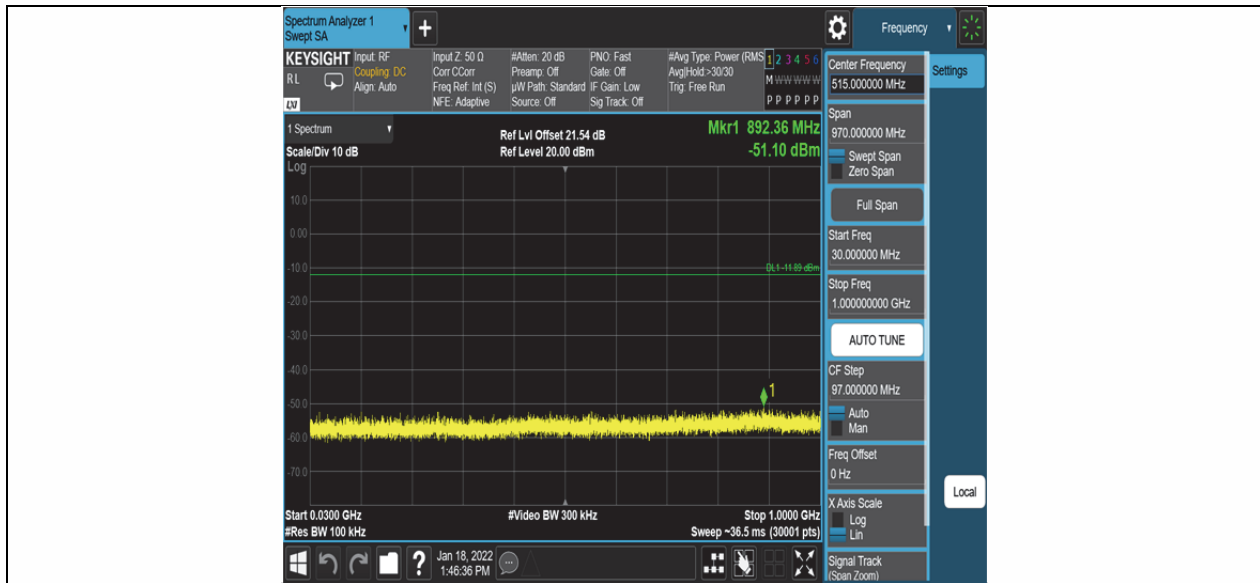 Spectrum Analyzer 1
Swept SA
+
Frequency
KEYSIGHT
RL
LXI
Input: RF
Coupling: DC
Align: Auto
Input Z: 50 Ω
Corr CCorr
Freq Ref: Int (S)
NFE: Adaptive
#Atten: 20 dB
Preamp: Off
µW Path: Standard
Source: Off
PNO: Fast
Gate: Off
IF Gain: Low
Sig Track: Off
#Avg Type: Power (RMS
Avg|Hold:>30/30
Trig: Free Run
1 2 3 4 5 6
M W W W W W
P P P P P P
1 Spectrum
Scale/Div 10 dB
Ref Lvl Offset 21.54 dB
Ref Level 20.00 dBm
Mkr1 892.36 MHz
-51.10 dBm
Log
10.0
0.00
-10.0
-20.0
-30.0
-40.0
-50.0
-60.0
-70.0
DL1 -11.89 dBm
1
Start 0.0300 GHz
#Res BW 100 kHz
#Video BW 300 kHz
Stop 1.0000 GHz
Sweep ~36.5 ms (30001 pts)
?
Jan 18, 2022
1:46:36 PM
Center Frequency
515.000000 MHz
Span
970.000000 MHz
Swept Span
Zero Span
Full Span
Start Freq
30.000000 MHz
Stop Freq
1.000000000 GHz
AUTO TUNE
CF Step
97.000000 MHz
Auto
Man
Freq Offset
0 Hz
X Axis Scale
Log
Lin
Signal Track
(Span Zoom)
Settings
Local